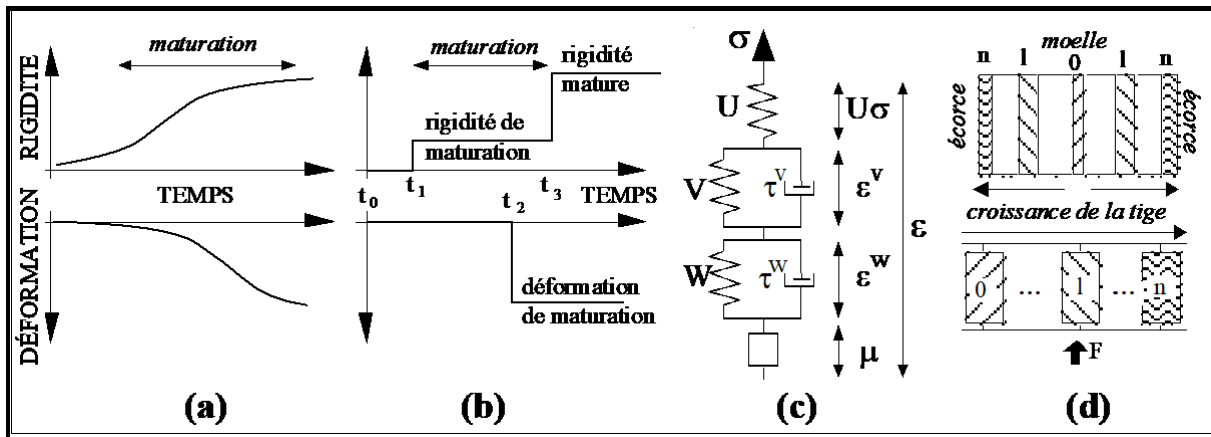 RIGIDITE
maturation
TEMPS
DÉFORMATION
(a)
maturation
rigidité
mature
rigidité de
maturation
t0 t1 t2 t3 TEMPS
déformation
de maturation
(b)
σ
U Uσ
V τV εV
W τW εW
ε
μ
(c)
moelle
n l 0 l n
écorce écorce
croissance de la tige
0 ... l ... n
F
(d)